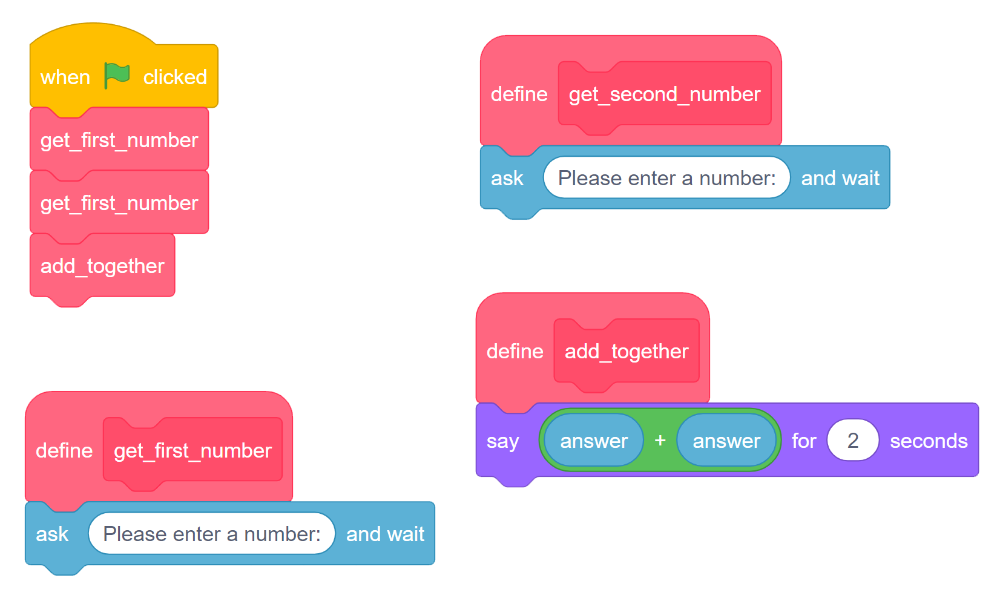 when clicked
get_first_number
get_first_number
add_together
define get_first_number
ask Please enter a number: and wait
define get_second_number
ask Please enter a number: and wait
define add_together
say answer + answer for 2 seconds